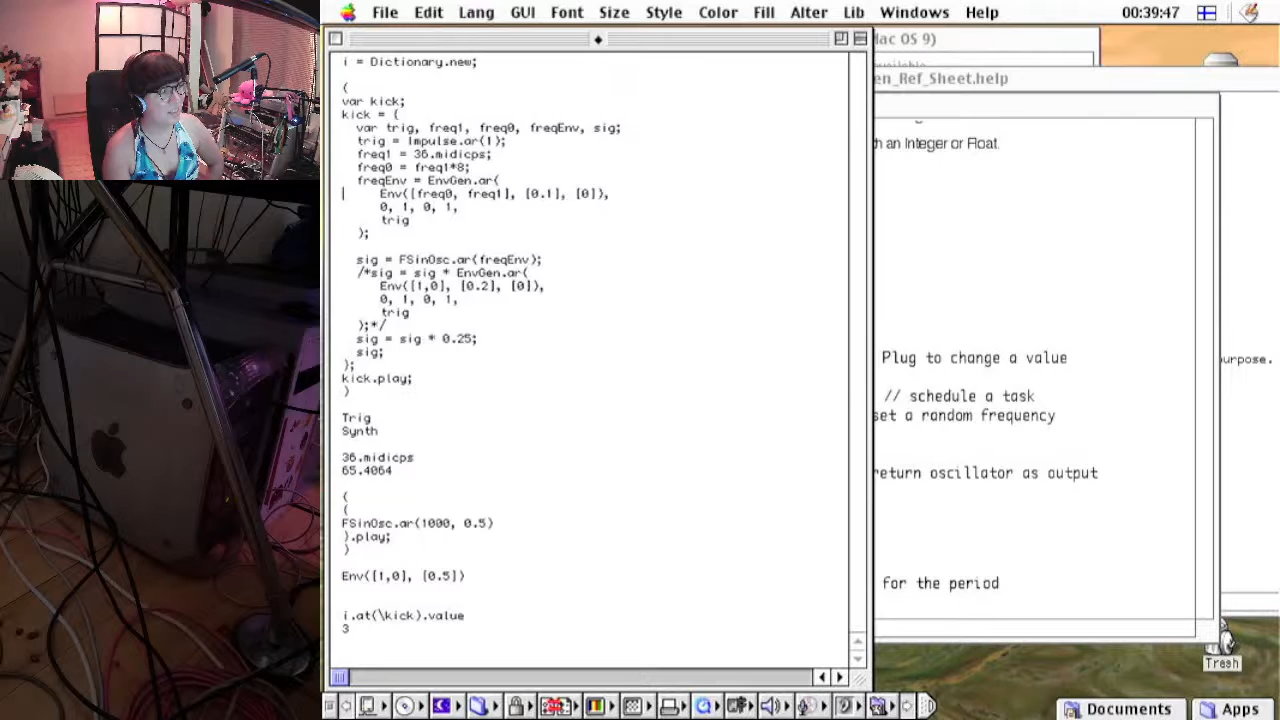 File Edit Lang GUI Font Size Style Color Fill Alter Lib Windows Help 00:39:47
i = Dictionary.new;
(
var kick;
kick = {
var trig, freq1, freq0, freqEnv, sig;
trig = Impulse.ar(1);
freq1 = 36.midicps;
freq0 = freq1*8;
freqEnv = EnvGen.ar(
Env([freq0, freq1], [0.1], [0]),
0, 1, 0, 1,
trig
);
sig = FSinOsc.ar(freqEnv);
/*sig = sig * EnvGen.ar(
Env([1,0], [0.2], [0]),
0, 1, 0, 1,
trig
);*/
sig = sig * 0.25;
sig;
};
kick.play;
)
Trig
Synth
36.midicps
65.4064
(
{
FSinOsc.ar(1000, 0.5)
}.play;
)
Env([1,0], [0.5])
i.at(\kick).value
3
Mac OS 9)
en_Ref_Sheet.help
h an Integer or Float.
Plug to change a value
urpose.
// schedule a task
set a random frequency
return oscillator as output
for the period
Trash
Documents
Apps